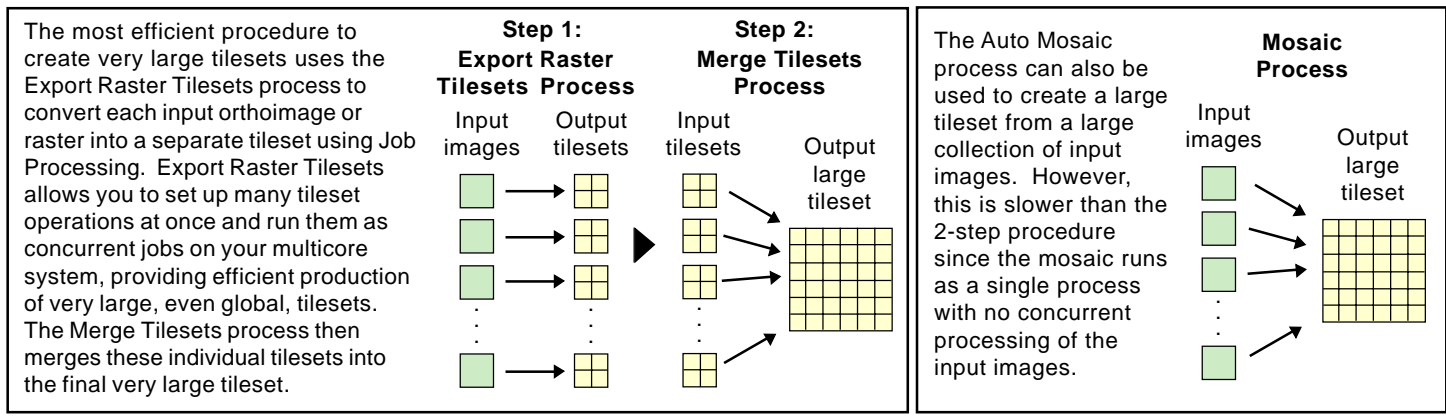 The most efficient procedure to
create very large tilesets uses the
Export Raster Tilesets process to
convert each input orthoimage or
raster into a separate tileset using Job
Processing.  Export Raster Tilesets
allows you to set up many tileset
operations at once and run them as
concurrent jobs on your multicore
system, providing efficient production
of very large, even global, tilesets.
The Merge Tilesets process then
merges these individual tilesets into
the final very large tileset.
Step 1:
Export Raster
Tilesets Process
Input
images
Output
tilesets
Step 2:
Merge Tilesets
Process
Input
tilesets
Output
large
tileset
The Auto Mosaic
process can also be
used to create a large
tileset from a large
collection of input
images.  However,
this is slower than the
2-step procedure
since the mosaic runs
as a single process
with no concurrent
processing of the
input images.
Mosaic
Process
Input
images
Output
large
tileset